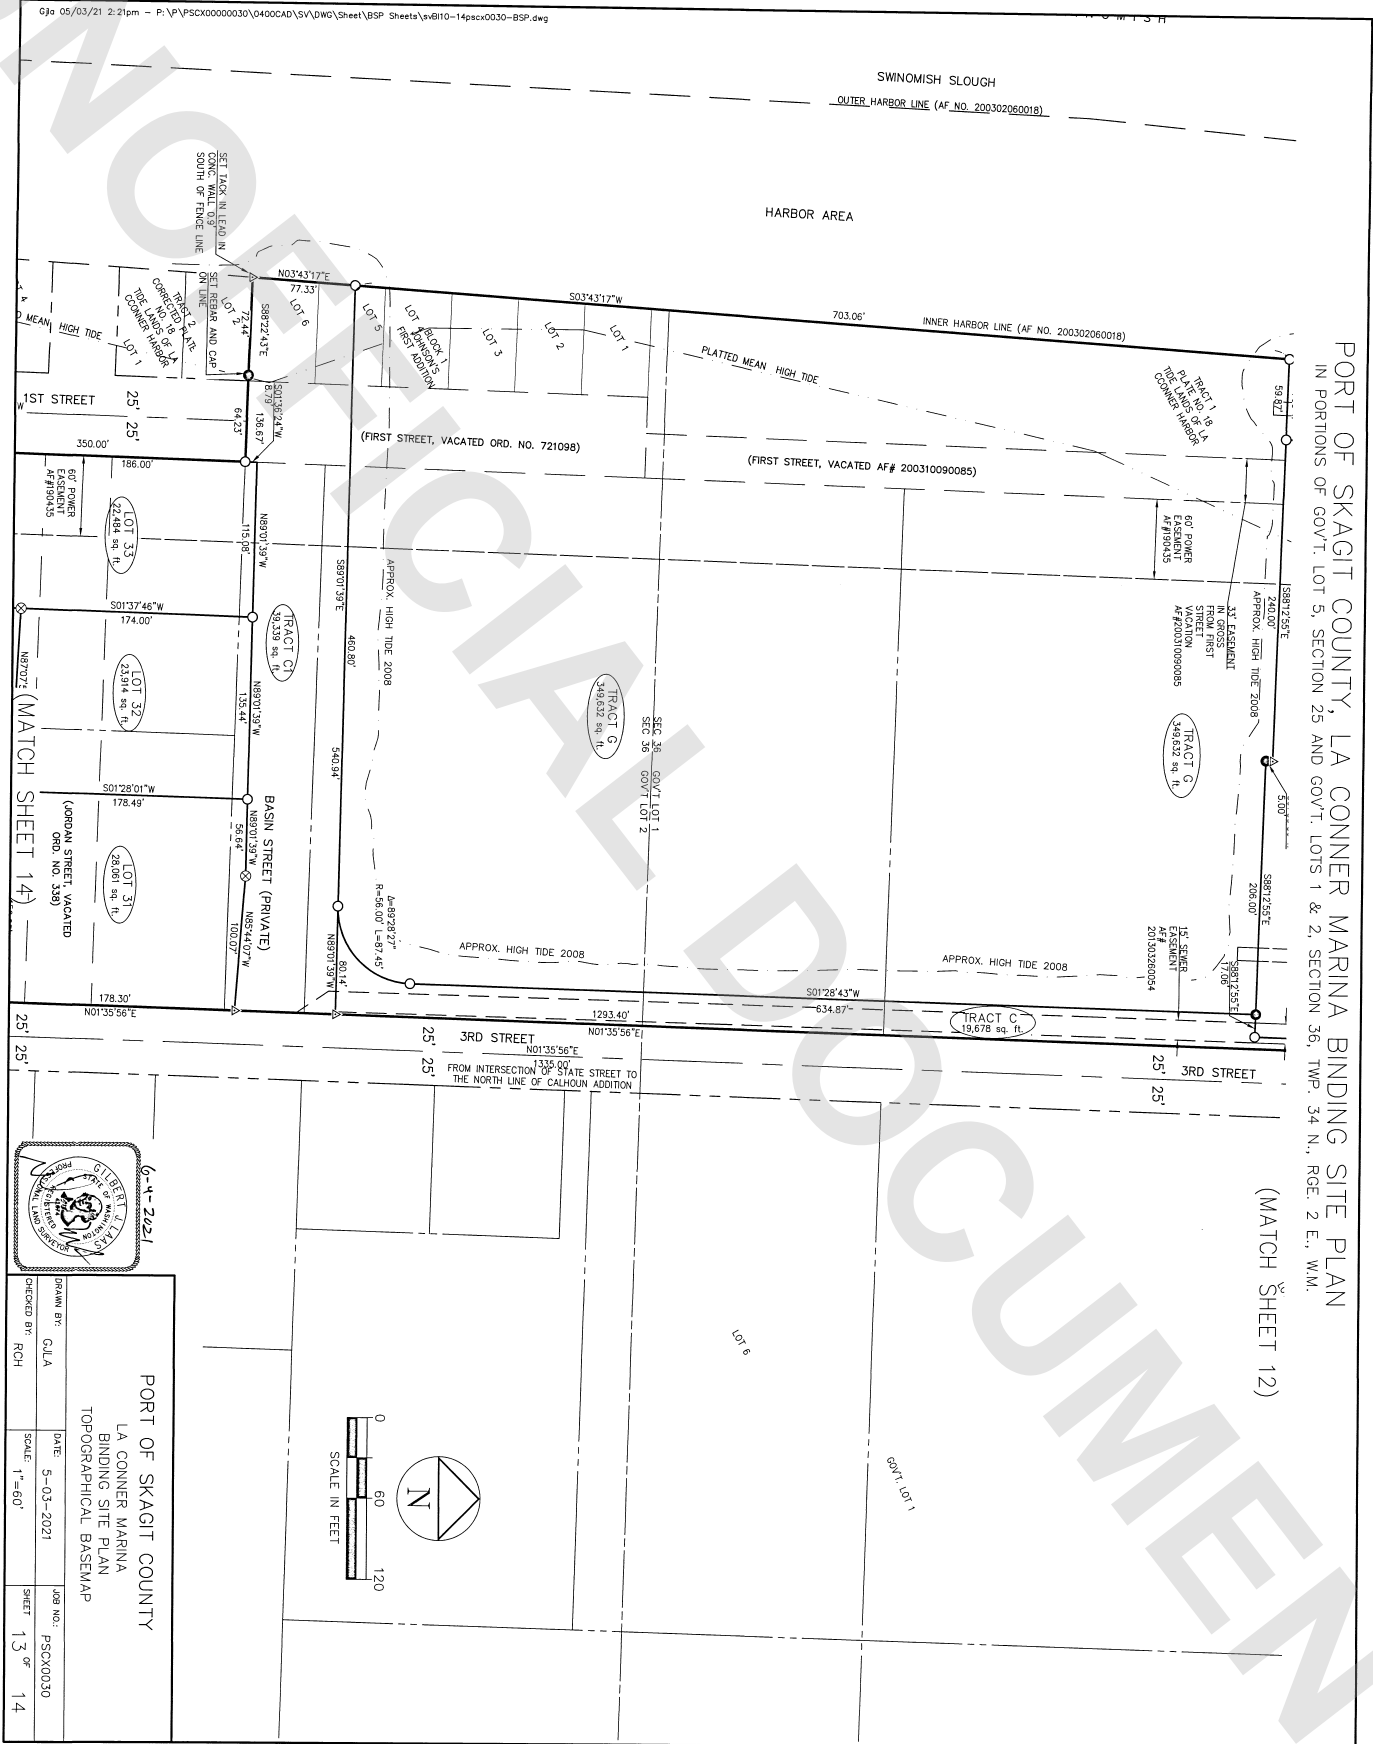 Gjla 05/03/21 2:21pm - P:\P\PSCX00000030\0400CAD\SV\DWG\Sheet\BSP Sheets\svBl10-14pscx0030-BSP.dwg
UNOFFICIAL DOCUMENT
PORT OF SKAGIT COUNTY, LA CONNER MARINA BINDING SITE PLAN
IN PORTIONS OF GOV'T. LOT 5, SECTION 25 AND GOV'T. LOTS 1 & 2, SECTION 36, TWP. 34 N., RGE. 2 E., W.M.
(MATCH SHEET 12)
SWINOMISH SLOUGH
OUTER HARBOR LINE (AF NO. 200302060018)
HARBOR AREA
SET TACK IN LEAD IN
CONC. WALL 0.9'
SOUTH OF FENCE LINE
SET REBAR AND CAP
ON LINE
N03°43'17"E
77.33'
S03°43'17"W
703.06'
INNER HARBOR LINE (AF NO. 200302060018)
PLATTED MEAN HIGH TIDE
59.87'
TRACT 1
PLATE NO. 18
TIDE LANDS OF LA
CCONNER HARBOR
LOT 6
LOT 5
LOT 4
BLOCK 1
JOHNSON'S
FIRST ADDITION
LOT 3
LOT 2
LOT 1
S88°22'43"E
72.44'
LOT 2
TRACT 2
CORRECTED PLATE
NO. 18
TIDE LANDS OF LA
CCONNER HARBOR
LOT 1
MEAN HIGH TIDE
S01°36'24"W
8.79'
136.67'
64.23'
1ST STREET
25' 25'
350.00'
186.00'
(FIRST STREET, VACATED ORD. NO. 721098)
(FIRST STREET, VACATED AF# 200310090085)
60' POWER
EASEMENT
AF#190435
60' POWER
EASEMENT
AF#190435
33' EASEMENT
IN GROSS
FROM FIRST
STREET
VACATION
AF#200310090085
S88°12'55"E
240.00'
APPROX. HIGH TIDE 2008
LOT 33
22,484 sq. ft.
N89°01'39"W
115.08'
S01°37'46"W
174.00'
TRACT C1
39,339 sq. ft.
S89°01'39"E
460.80'
APPROX. HIGH TIDE 2008
LOT 32
23,914 sq. ft.
N89°01'39"W
135.44'
(MATCH SHEET 14)
TRACT G
349,632 sq. ft.
SEC 36 GOV'T LOT 1
SEC 36 GOV'T LOT 2
TRACT G
349,632 sq. ft.
5.00'
540.94'
S01°28'01"W
178.49'
N89°01'39"W
56.64'
BASIN STREET (PRIVATE)
(JORDAN STREET, VACATED
ORD. NO. 338)
LOT 31
28,061 sq. ft.
N85°44'07"W
100.07'
Δ=89°28'27"
R=56.00' L=87.45'
N89°01'39"W
80.14'
APPROX. HIGH TIDE 2008
APPROX. HIGH TIDE 2008
S88°12'55"E
206.00'
15' SEWER
EASEMENT
AF#
201303260054
S88°12'55"E
17.06'
178.30'
N01°35'56"E
S01°28'43"W
634.87'
1293.40'
N01°35'56"E
TRACT C
19,678 sq. ft.
3RD STREET
25' 25'
25' 25'
N01°35'56"E
1335.00'
FROM INTERSECTION OF STATE STREET TO
THE NORTH LINE OF CALHOUN ADDITION
3RD STREET
25' 25'
LOT 6
GOV'T. LOT 1
6-4-2021
GILBERT J. LAAS
STATE OF WASHINGTON
REGISTERED
PROFESSIONAL LAND SURVEYOR
N
0 60 120
SCALE IN FEET
PORT OF SKAGIT COUNTY
LA CONNER MARINA
BINDING SITE PLAN
TOPOGRAPHICAL BASEMAP
DRAWN BY: GJLA
DATE: 5-03-2021
JOB NO.: PSCX0030
CHECKED BY: RCH
SCALE: 1"=60'
SHEET 13 OF 14